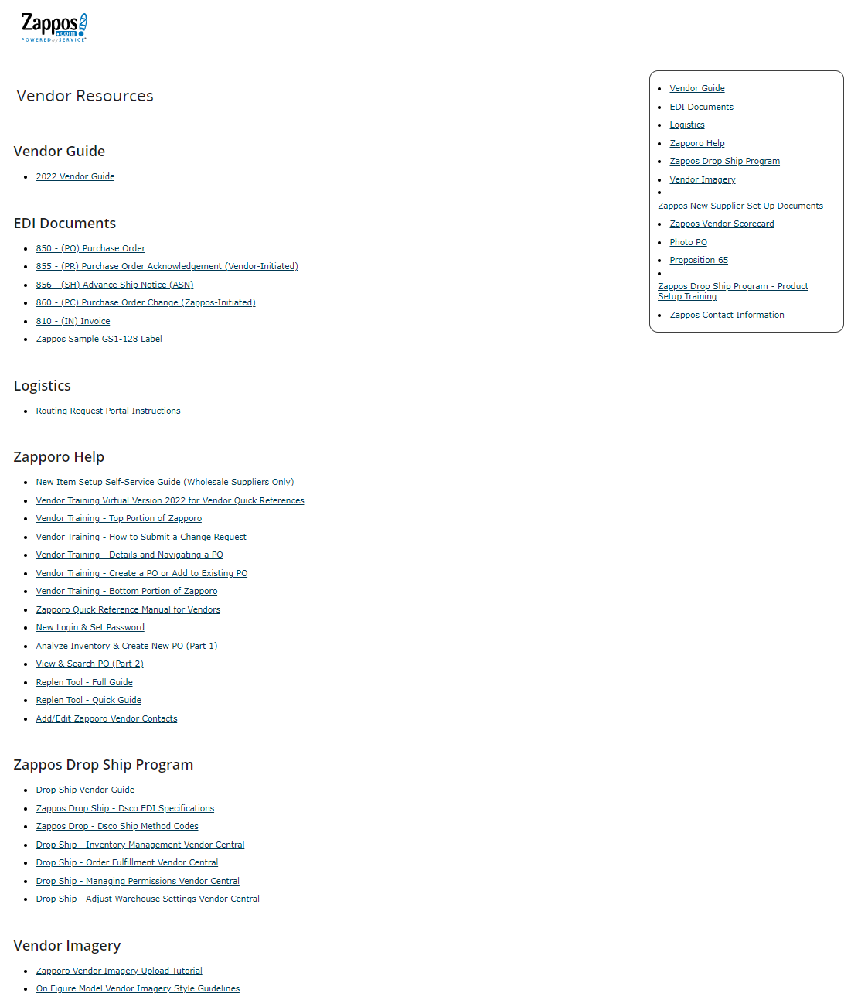 Zappos
.com
POWERED by SERVICE
Vendor Resources
Vendor Guide
2022 Vendor Guide
EDI Documents
850 - (PO) Purchase Order
855 - (PR) Purchase Order Acknowledgement (Vendor-Initiated)
856 - (SH) Advance Ship Notice (ASN)
860 - (PC) Purchase Order Change (Zappos-Initiated)
810 - (IN) Invoice
Zappos Sample GS1-128 Label
Logistics
Routing Request Portal Instructions
Zapporo Help
New Item Setup Self-Service Guide (Wholesale Suppliers Only)
Vendor Training Virtual Version 2022 for Vendor Quick References
Vendor Training - Top Portion of Zapporo
Vendor Training - How to Submit a Change Request
Vendor Training - Details and Navigating a PO
Vendor Training - Create a PO or Add to Existing PO
Vendor Training - Bottom Portion of Zapporo
Zapporo Quick Reference Manual for Vendors
New Login & Set Password
Analyze Inventory & Create New PO (Part 1)
View & Search PO (Part 2)
Replen Tool - Full Guide
Replen Tool - Quick Guide
Add/Edit Zapporo Vendor Contacts
Zappos Drop Ship Program
Drop Ship Vendor Guide
Zappos Drop Ship - Dsco EDI Specifications
Zappos Drop - Dsco Ship Method Codes
Drop Ship - Inventory Management Vendor Central
Drop Ship - Order Fulfillment Vendor Central
Drop Ship - Managing Permissions Vendor Central
Drop Ship - Adjust Warehouse Settings Vendor Central
Vendor Imagery
Zapporo Vendor Imagery Upload Tutorial
On Figure Model Vendor Imagery Style Guidelines
Vendor Guide
EDI Documents
Logistics
Zapporo Help
Zappos Drop Ship Program
Vendor Imagery
Zappos New Supplier Set Up Documents
Zappos Vendor Scorecard
Photo PO
Proposition 65
Zappos Drop Ship Program - Product
Setup Training
Zappos Contact Information